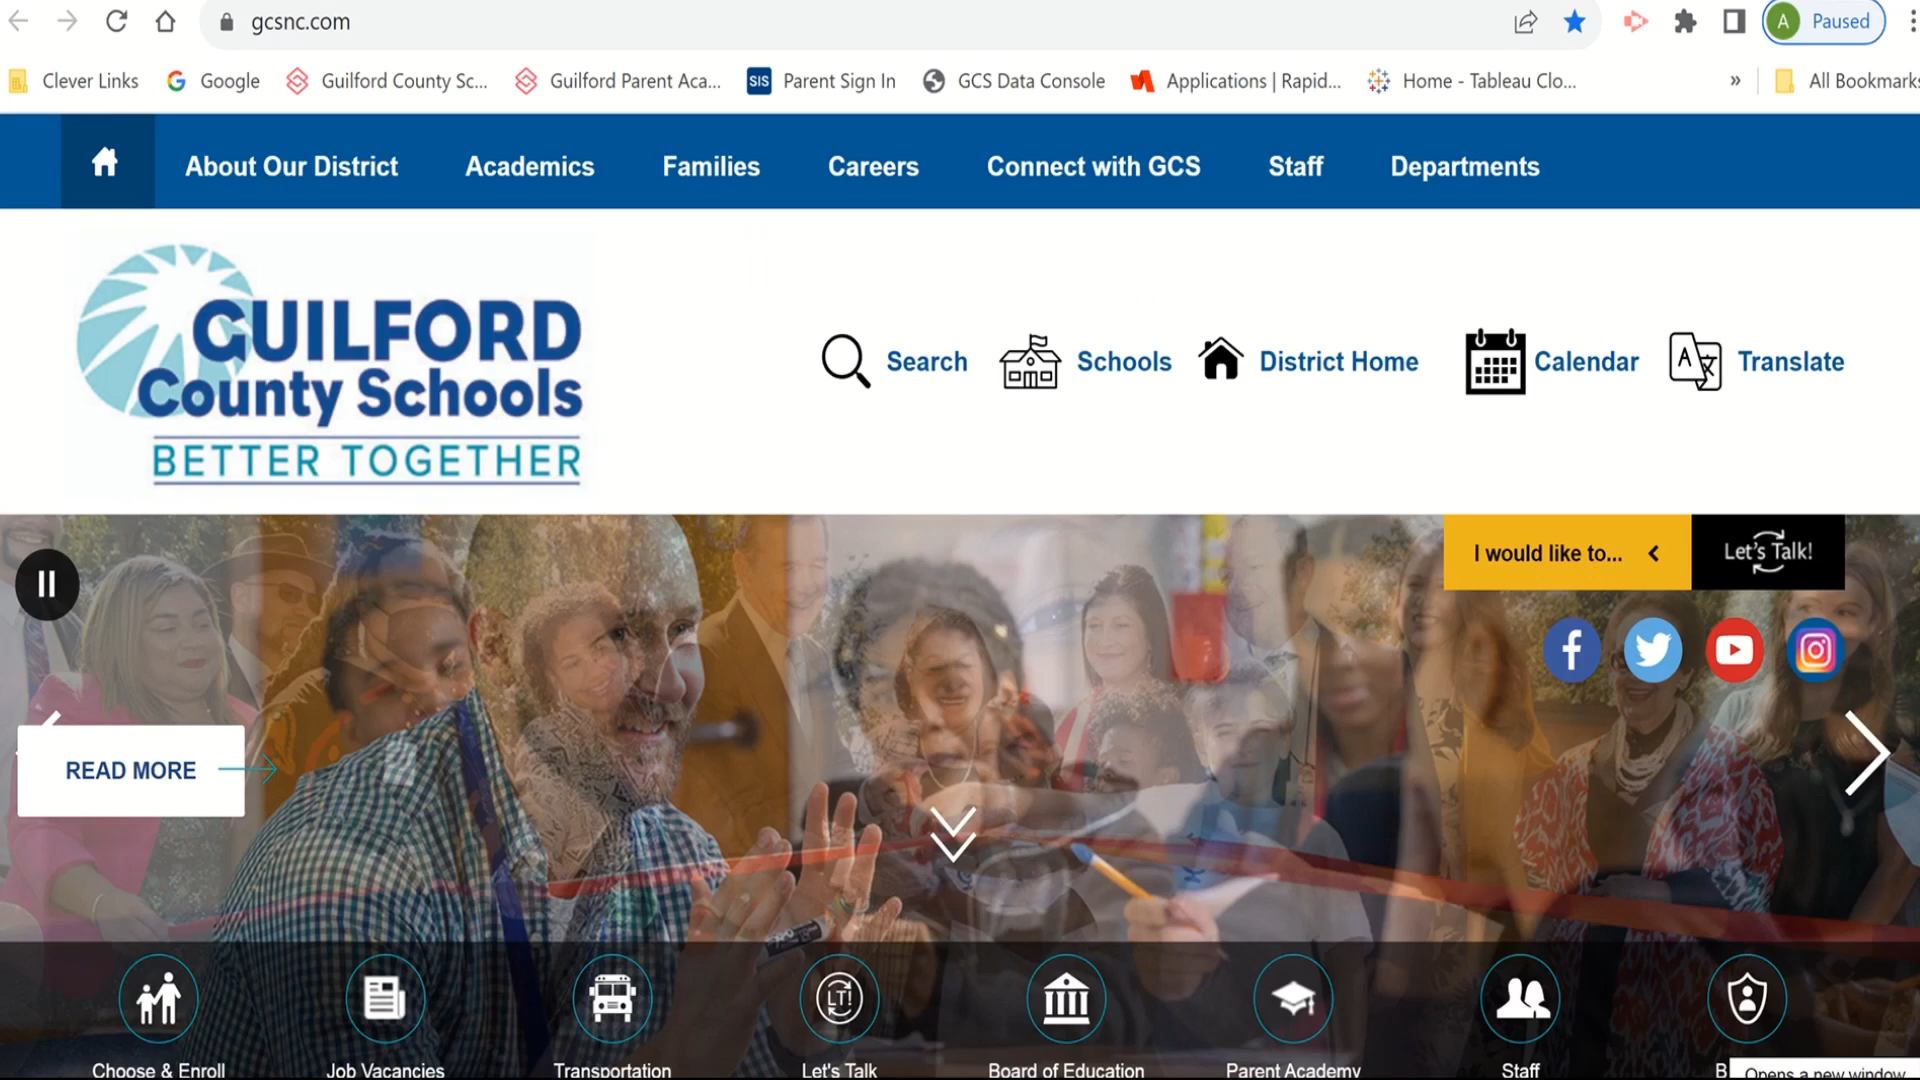 gcsnc.com
A Paused
Clever Links Google Guilford County Sc... Guilford Parent Aca... SIS Parent Sign In GCS Data Console Applications | Rapid... Home - Tableau Clo... » All Bookmarks
About Our District Academics Families Careers Connect with GCS Staff Departments
GUILFORD
County Schools
BETTER TOGETHER
Search Schools District Home Calendar Translate
I would like to... Let's Talk!
READ MORE
LT!
Choose & Enroll Job Vacancies Transportation Let's Talk Board of Education Parent Academy Staff B
Opens a new window